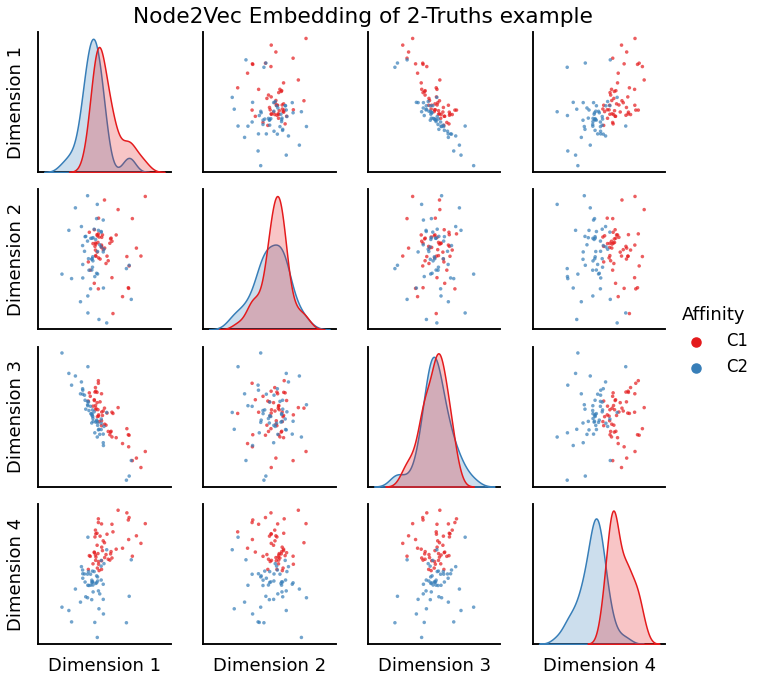 Node2Vec Embedding of 2-Truths example
Dimension 1
Dimension 2
Dimension 3
Dimension 4
Affinity
C1
C2
Dimension 1
Dimension 2
Dimension 3
Dimension 4